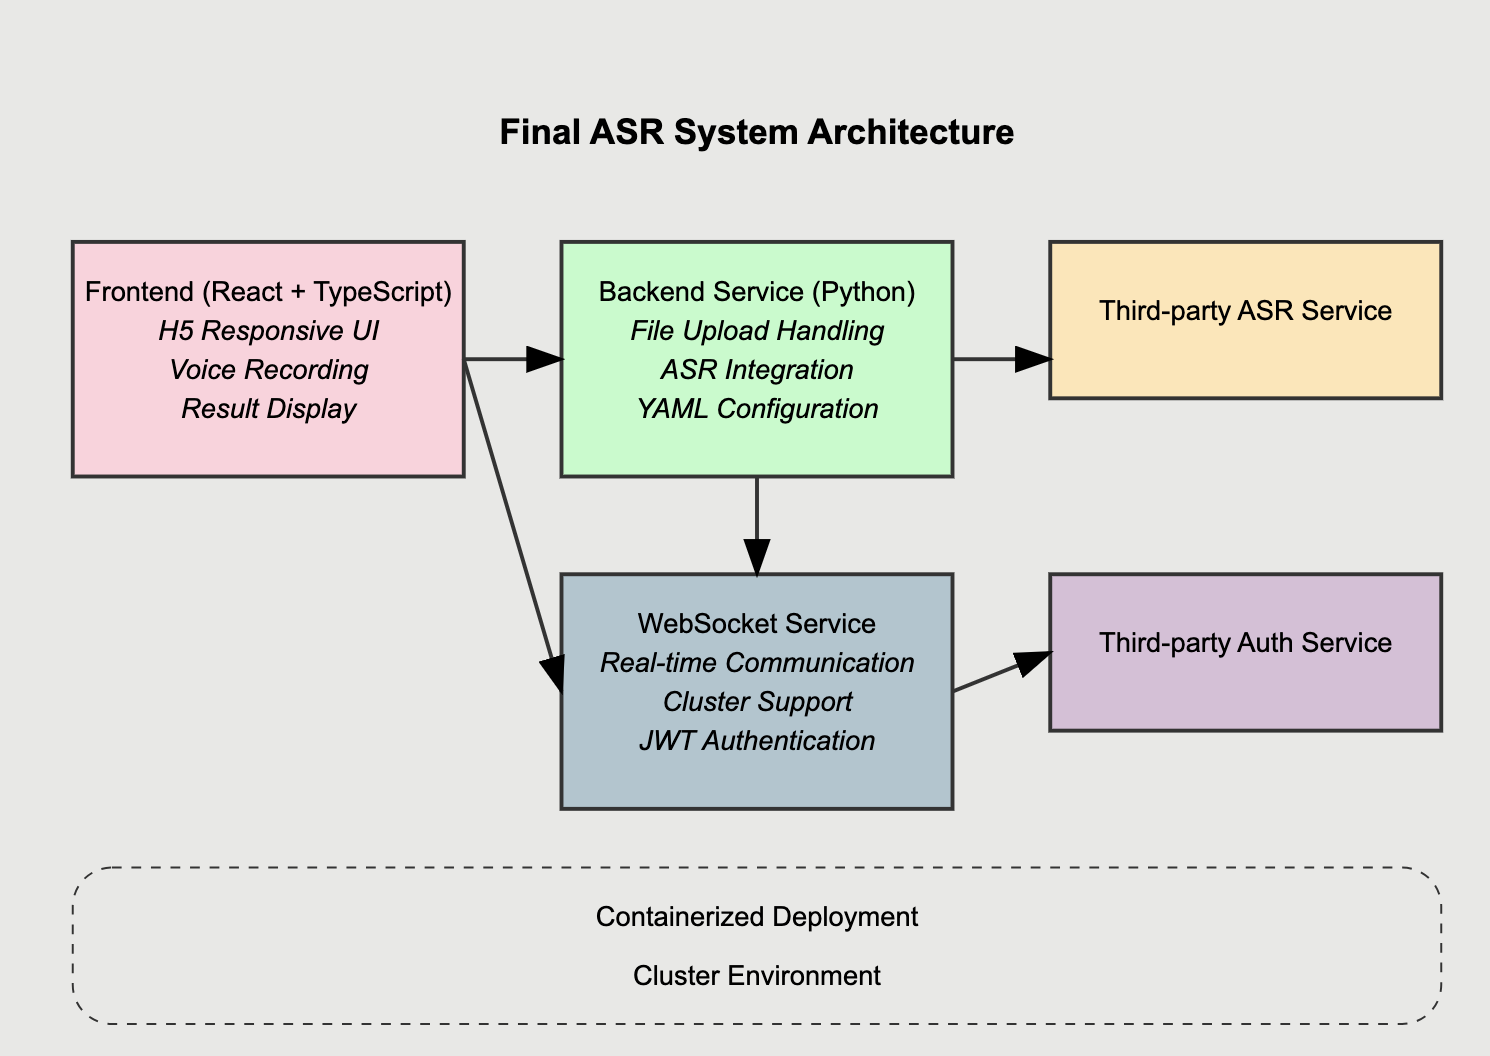 Final ASR System Architecture
Frontend (React + TypeScript)
H5 Responsive UI
Voice Recording
Result Display
Backend Service (Python)
File Upload Handling
ASR Integration
YAML Configuration
Third-party ASR Service
WebSocket Service
Real-time Communication
Cluster Support
JWT Authentication
Third-party Auth Service
Containerized Deployment
Cluster Environment